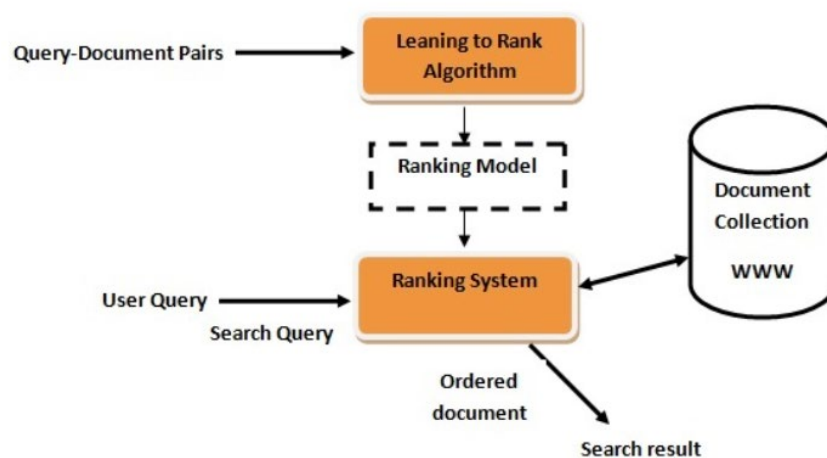 Query-Document Pairs
Leaning to Rank
Algorithm
Ranking Model
Document
Collection
WWW
Ranking System
User Query
Search Query
Ordered
document
Search result